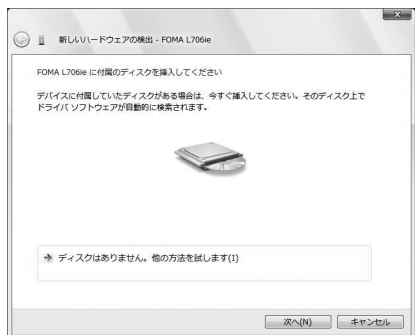 新しいハードウェアの検出 - FOMA L706ie
FOMA L706ie に付属のディスクを挿入してください
デバイスに付属していたディスクがある場合は、今すぐ挿入してください。そのディスク上で
ドライバ ソフトウェアが自動的に検索されます。
ディスクはありません。他の方法を試します(I)
次へ(N)
キャンセル